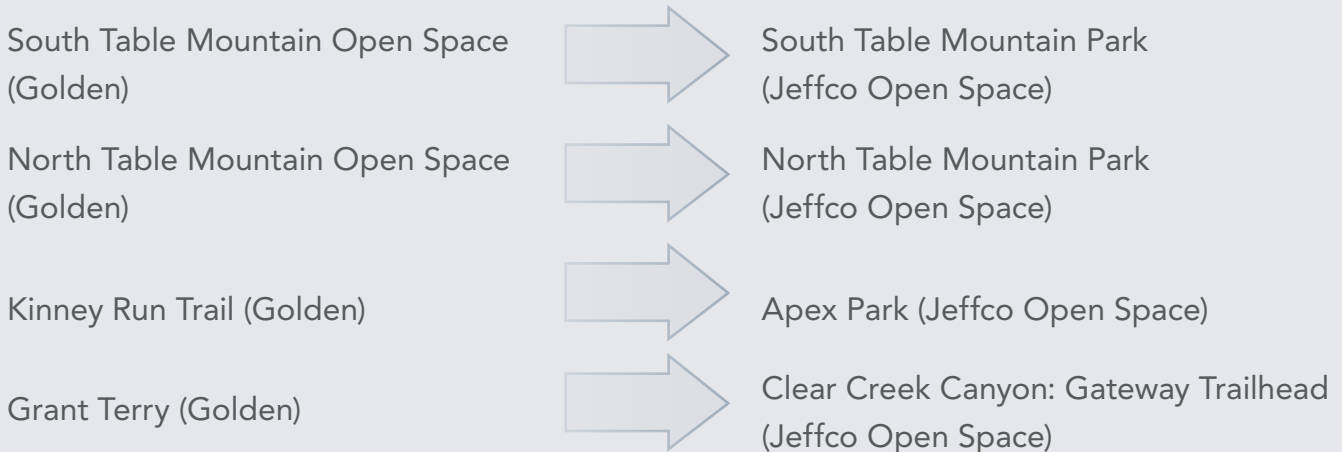 South Table Mountain Open Space
(Golden)
South Table Mountain Park
(Jeffco Open Space)
North Table Mountain Open Space
(Golden)
North Table Mountain Park
(Jeffco Open Space)
Kinney Run Trail (Golden)
Apex Park (Jeffco Open Space)
Grant Terry (Golden)
Clear Creek Canyon: Gateway Trailhead
(Jeffco Open Space)